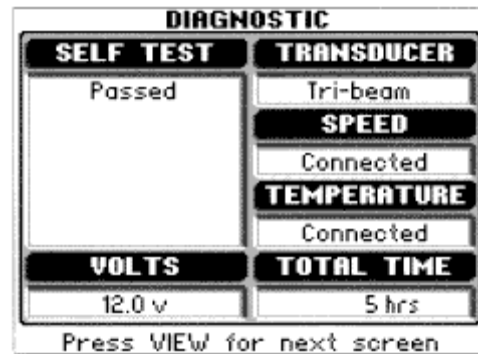 DIAGNOSTIC
SELF TEST
Passed
TRANSDUCER
Tri-beam
SPEED
Connected
TEMPERATURE
Connected
VOLTS
12.0 v
TOTAL TIME
5 hrs
Press VIEW for next screen